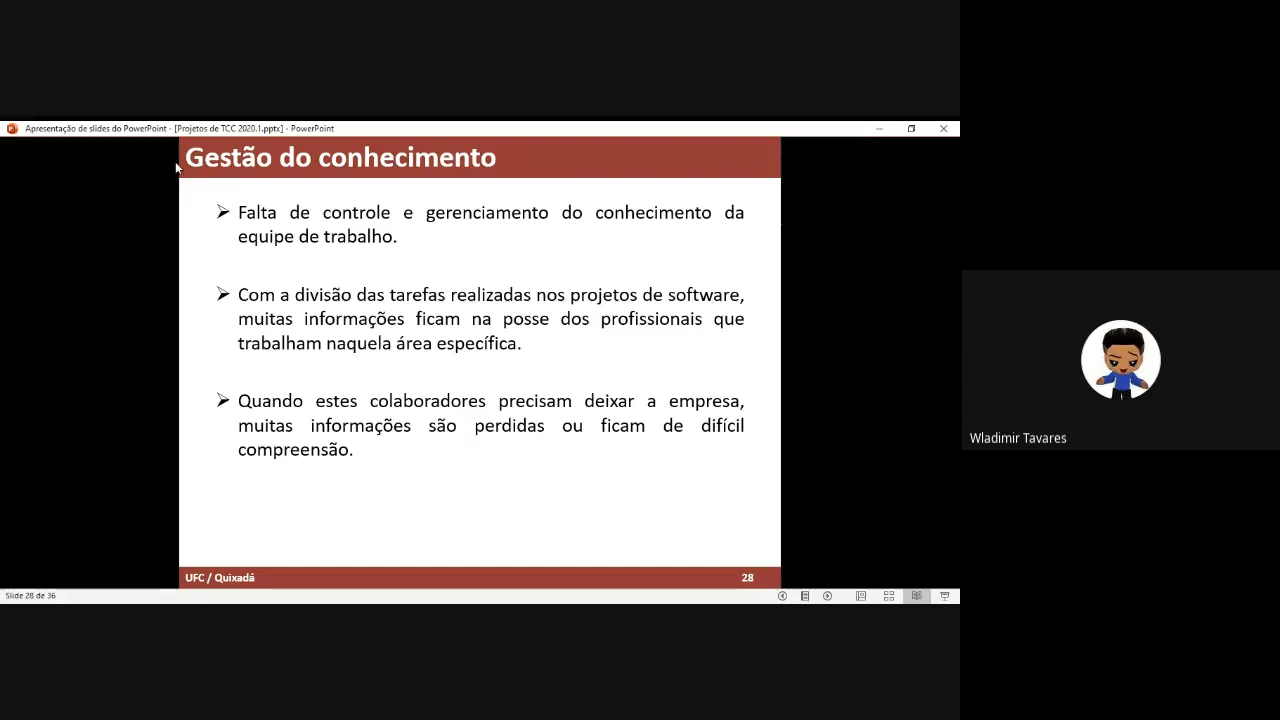 Apresentação de slides do PowerPoint - [Projetos de TCC 2020.1.pptx] - PowerPoint
Gestão do conhecimento
Falta de controle e gerenciamento do conhecimento da
equipe de trabalho.
Com a divisão das tarefas realizadas nos projetos de software,
muitas informações ficam na posse dos profissionais que
trabalham naquela área específica.
Quando estes colaboradores precisam deixar a empresa,
muitas informações são perdidas ou ficam de difícil
compreensão.
UFC / Quixadá 28
Slide 28 de 36
Wladimir Tavares